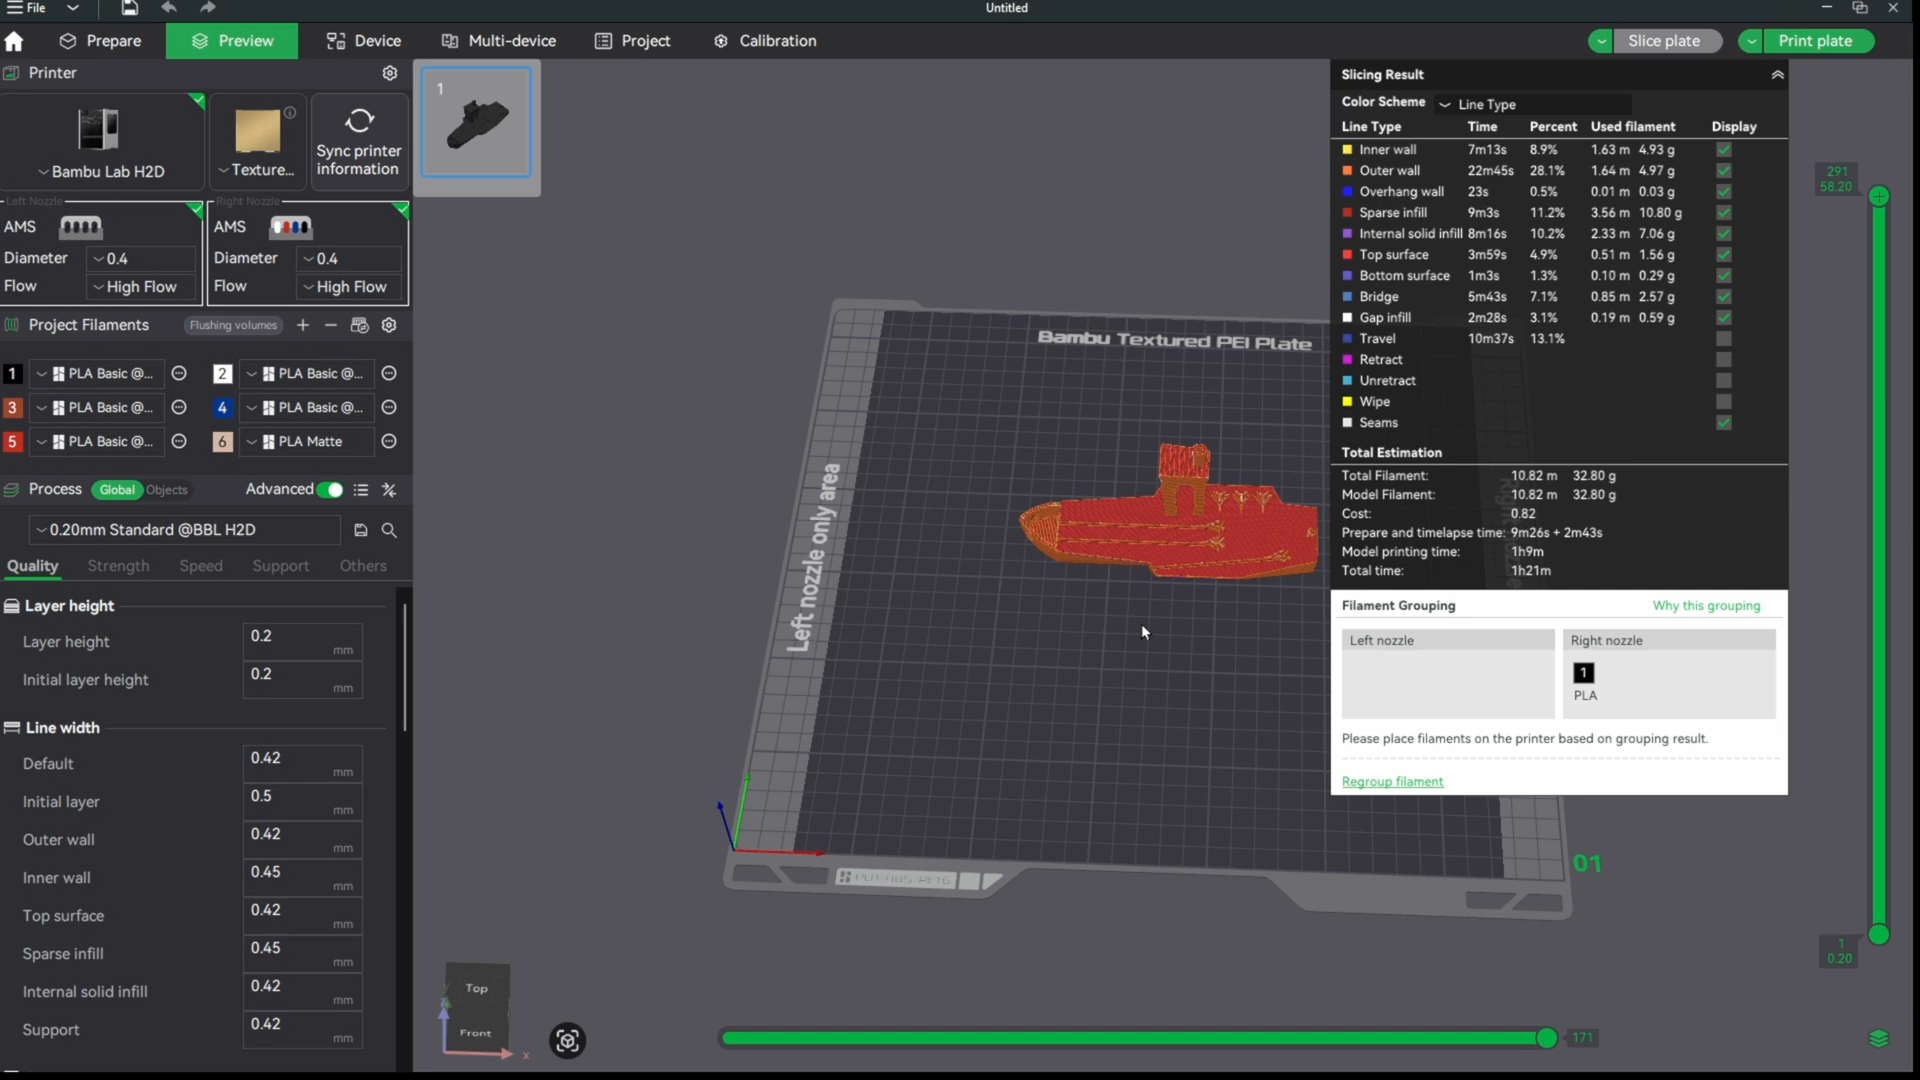 File
Untitled
Prepare
Preview
Device
Multi-device
Project
Calibration
Slice plate
Print plate
Printer
Bambu Lab H2D
Texture...
Sync printer
information
Left Nozzle
AMS
Diameter
0.4
Flow
High Flow
Right Nozzle
AMS
Diameter
0.4
Flow
High Flow
Project Filaments
Flushing volumes
1 PLA Basic @...
2 PLA Basic @...
3 PLA Basic @...
4 PLA Basic @...
5 PLA Basic @...
6 PLA Matte
Process Global Objects Advanced
0.20mm Standard @BBL H2D
Quality Strength Speed Support Others
Layer height
Layer height 0.2 mm
Initial layer height 0.2 mm
Line width
Default 0.42 mm
Initial layer 0.5 mm
Outer wall 0.42 mm
Inner wall 0.45 mm
Top surface 0.42 mm
Sparse infill 0.45 mm
Internal solid infill 0.42 mm
Support 0.42 mm
1
Bambu Textured PEI Plate
Left nozzle only area
01
Top
Front
x
171
Slicing Result
Color Scheme Line Type
Line Type Time Percent Used filament Display
Inner wall 7m13s 8.9% 1.63 m 4.93 g
Outer wall 22m45s 28.1% 1.64 m 4.97 g
Overhang wall 23s 0.5% 0.01 m 0.03 g
Sparse infill 9m3s 11.2% 3.56 m 10.80 g
Internal solid infill 8m16s 10.2% 2.33 m 7.06 g
Top surface 3m59s 4.9% 0.51 m 1.56 g
Bottom surface 1m3s 1.3% 0.10 m 0.29 g
Bridge 5m43s 7.1% 0.85 m 2.57 g
Gap infill 2m28s 3.1% 0.19 m 0.59 g
Travel 10m37s 13.1%
Retract
Unretract
Wipe
Seams
Total Estimation
Total Filament: 10.82 m 32.80 g
Model Filament: 10.82 m 32.80 g
Cost: 0.82
Prepare and timelapse time: 9m26s + 2m43s
Model printing time: 1h9m
Total time: 1h21m
Filament Grouping Why this grouping
Left nozzle
Right nozzle
1
PLA
Please place filaments on the printer based on grouping result.
Regroup filament
291
58.20
1
0.20